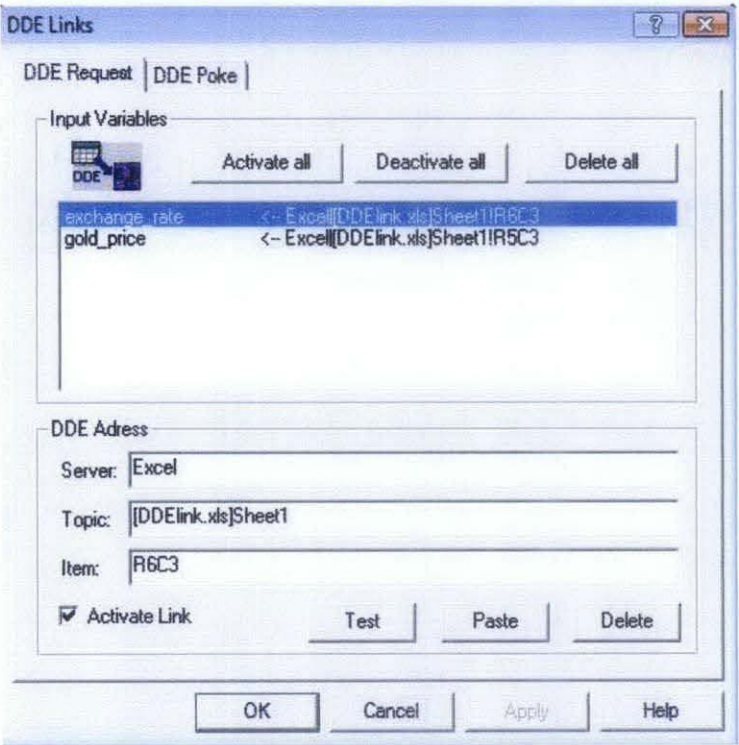 DDE Links
DDE Request DDE Poke
Input Variables
DDE
Activate all Deactivate all Delete all
exchange_rate <-- Excel|[DDElink.xls]Sheet1!R6C3
gold_price <-- Excel|[DDElink.xls]Sheet1!R5C3
DDE Adress
Server: Excel
Topic: [DDElink.xls]Sheet1
Item: R6C3
Activate Link Test Paste Delete
OK Cancel Apply Help